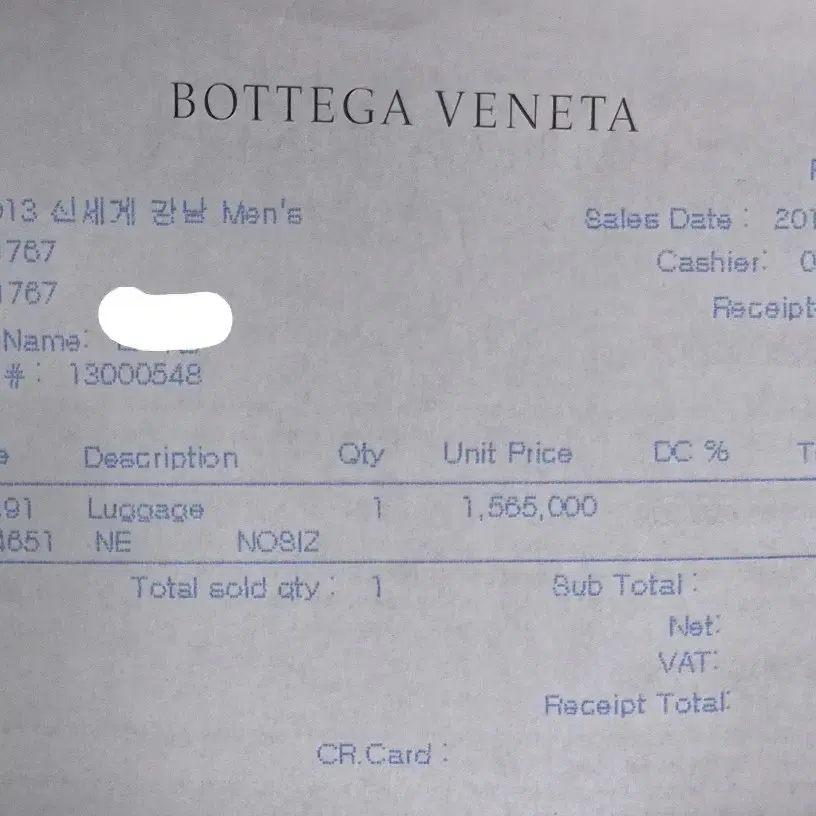 BOTTEGA VENETA
013 신세계 강남 Men's
Sales Date : 201
1767
Cashier: 0
1767
Receipt
Name:
# : 13000548
Description Qty Unit Price DC %
91 Luggage 1 1,565,000
4651 NE NOSIZ
Total sold qty : 1 Sub Total :
Net:
VAT:
Receipt Total:
CR.Card :